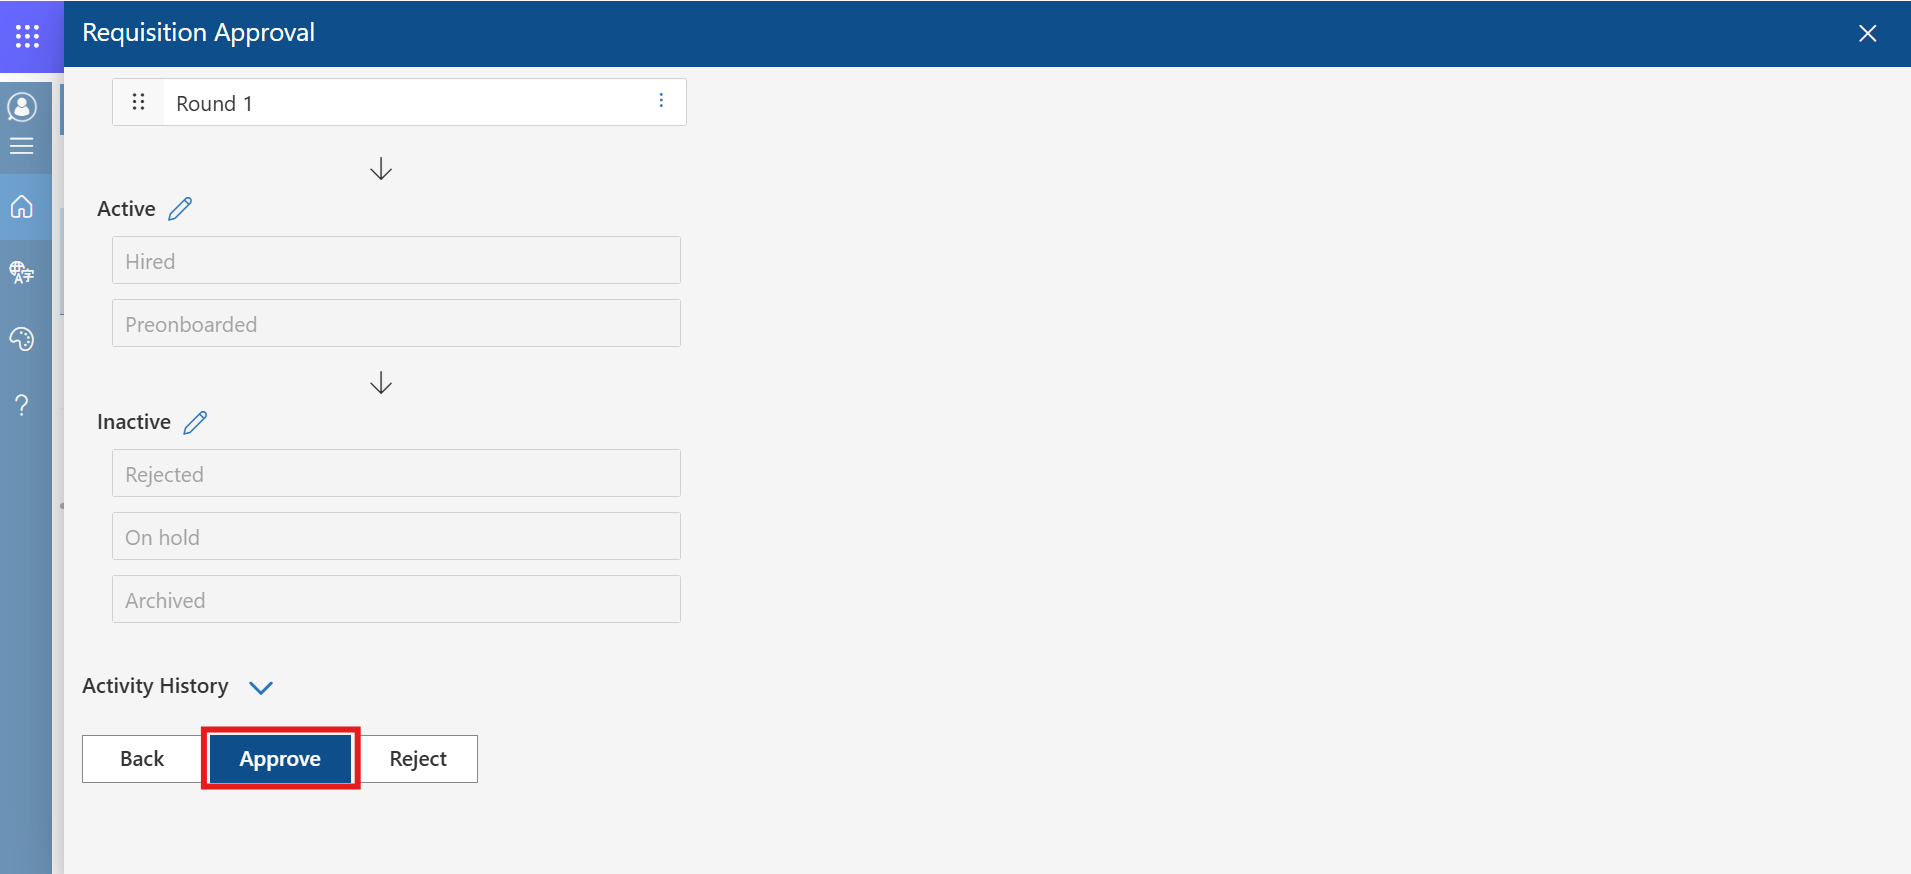 Requisition Approval
Round 1
Active
Hired
Preonboarded
Inactive
Rejected
On hold
Archived
Activity History
Back Approve Reject